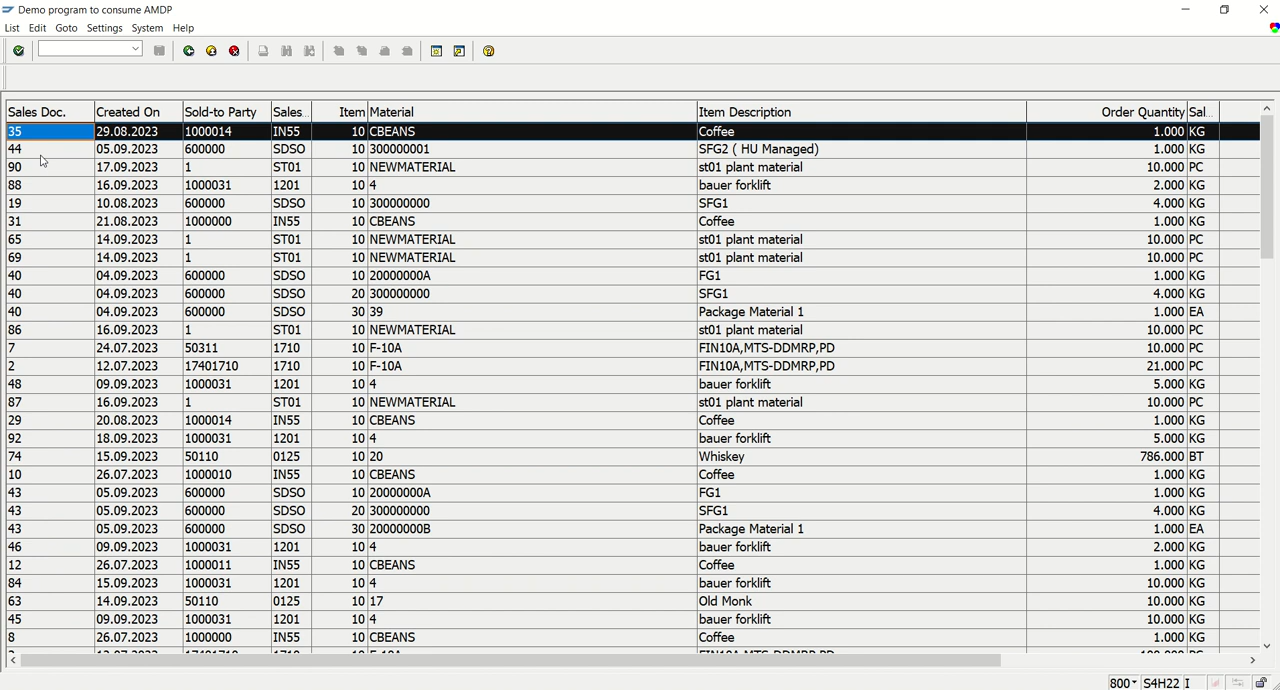 Demo program to consume AMDP
List Edit Goto Settings System Help
Sales Doc. Created On Sold-to Party Sales... Item Material Item Description Order Quantity Sal...
35 29.08.2023 1000014 IN55 10 CBEANS Coffee 1.000 KG
44 05.09.2023 600000 SDSO 10 300000001 SFG2 ( HU Managed) 1.000 KG
90 17.09.2023 1 ST01 10 NEWMATERIAL st01 plant material 10.000 PC
88 16.09.2023 1000031 1201 10 4 bauer forklift 2.000 KG
19 10.08.2023 600000 SDSO 10 300000000 SFG1 4.000 KG
31 21.08.2023 1000000 IN55 10 CBEANS Coffee 1.000 KG
65 14.09.2023 1 ST01 10 NEWMATERIAL st01 plant material 10.000 PC
69 14.09.2023 1 ST01 10 NEWMATERIAL st01 plant material 10.000 PC
40 04.09.2023 600000 SDSO 10 20000000A FG1 1.000 KG
40 04.09.2023 600000 SDSO 20 300000000 SFG1 4.000 KG
40 04.09.2023 600000 SDSO 30 39 Package Material 1 1.000 EA
86 16.09.2023 1 ST01 10 NEWMATERIAL st01 plant material 10.000 PC
7 24.07.2023 50311 1710 10 F-10A FIN10A,MTS-DDMRP,PD 10.000 PC
2 12.07.2023 17401710 1710 10 F-10A FIN10A,MTS-DDMRP,PD 21.000 PC
48 09.09.2023 1000031 1201 10 4 bauer forklift 5.000 KG
87 16.09.2023 1 ST01 10 NEWMATERIAL st01 plant material 10.000 PC
29 20.08.2023 1000014 IN55 10 CBEANS Coffee 1.000 KG
92 18.09.2023 1000031 1201 10 4 bauer forklift 5.000 KG
74 15.09.2023 50110 0125 10 20 Whiskey 786.000 BT
10 26.07.2023 1000010 IN55 10 CBEANS Coffee 1.000 KG
43 05.09.2023 600000 SDSO 10 20000000A FG1 1.000 KG
43 05.09.2023 600000 SDSO 20 300000000 SFG1 4.000 KG
43 05.09.2023 600000 SDSO 30 20000000B Package Material 1 1.000 EA
46 09.09.2023 1000031 1201 10 4 bauer forklift 2.000 KG
12 26.07.2023 1000011 IN55 10 CBEANS Coffee 1.000 KG
84 15.09.2023 1000031 1201 10 4 bauer forklift 10.000 KG
63 14.09.2023 50110 0125 10 17 Old Monk 10.000 KG
45 09.09.2023 1000031 1201 10 4 bauer forklift 10.000 KG
8 26.07.2023 1000000 IN55 10 CBEANS Coffee 1.000 KG
800 S4H22 I